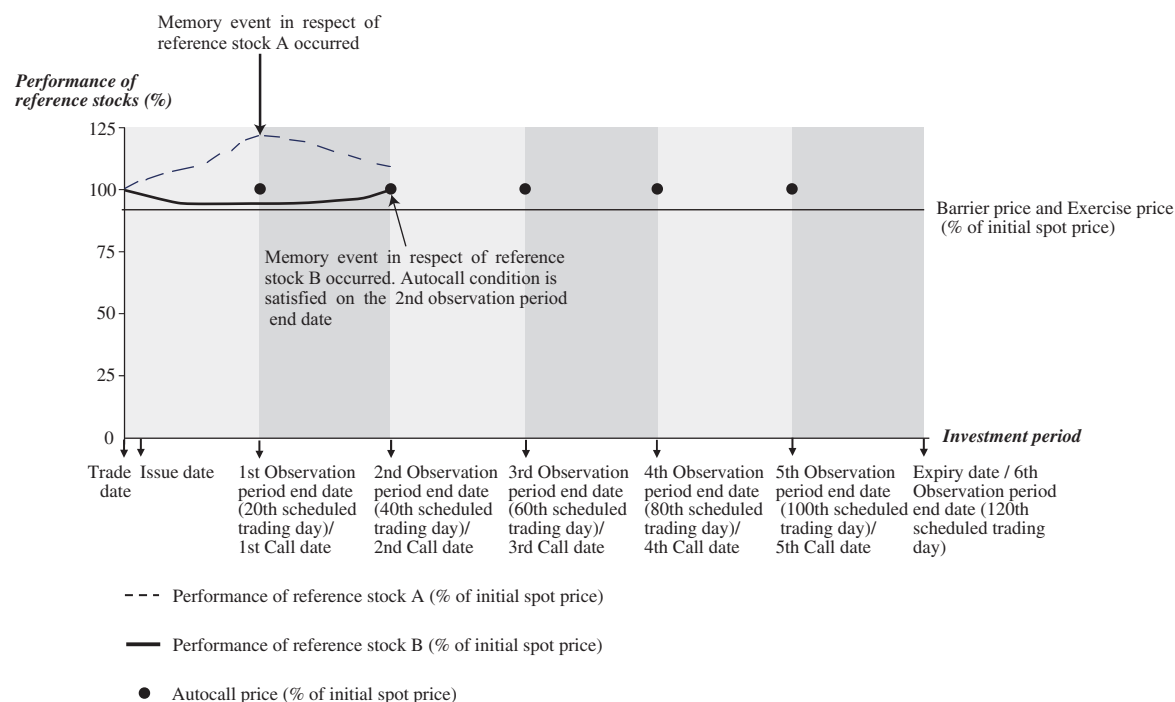 Memory event in respect of
reference stock A occurred
Performance of
reference stocks (%)
125
100
75
50
25
0
Barrier price and Exercise price
(% of initial spot price)
Memory event in respect of reference
stock B occurred. Autocall condition is
satisfied on the 2nd observation period
end date
Investment period
Trade
date
Issue date
1st Observation
period end date
(20th scheduled
trading day)/
1st Call date
2nd Observation
period end date
(40th scheduled
trading day)/
2nd Call date
3rd Observation
period end date
(60th scheduled
trading day)/
3rd Call date
4th Observation
period end date
(80th scheduled
trading day)/
4th Call date
5th Observation
period end date
(100th scheduled
trading day)/
5th Call date
Expiry date / 6th
Observation period
end date (120th
scheduled trading
day)
Performance of reference stock A (% of initial spot price)
Performance of reference stock B (% of initial spot price)
Autocall price (% of initial spot price)